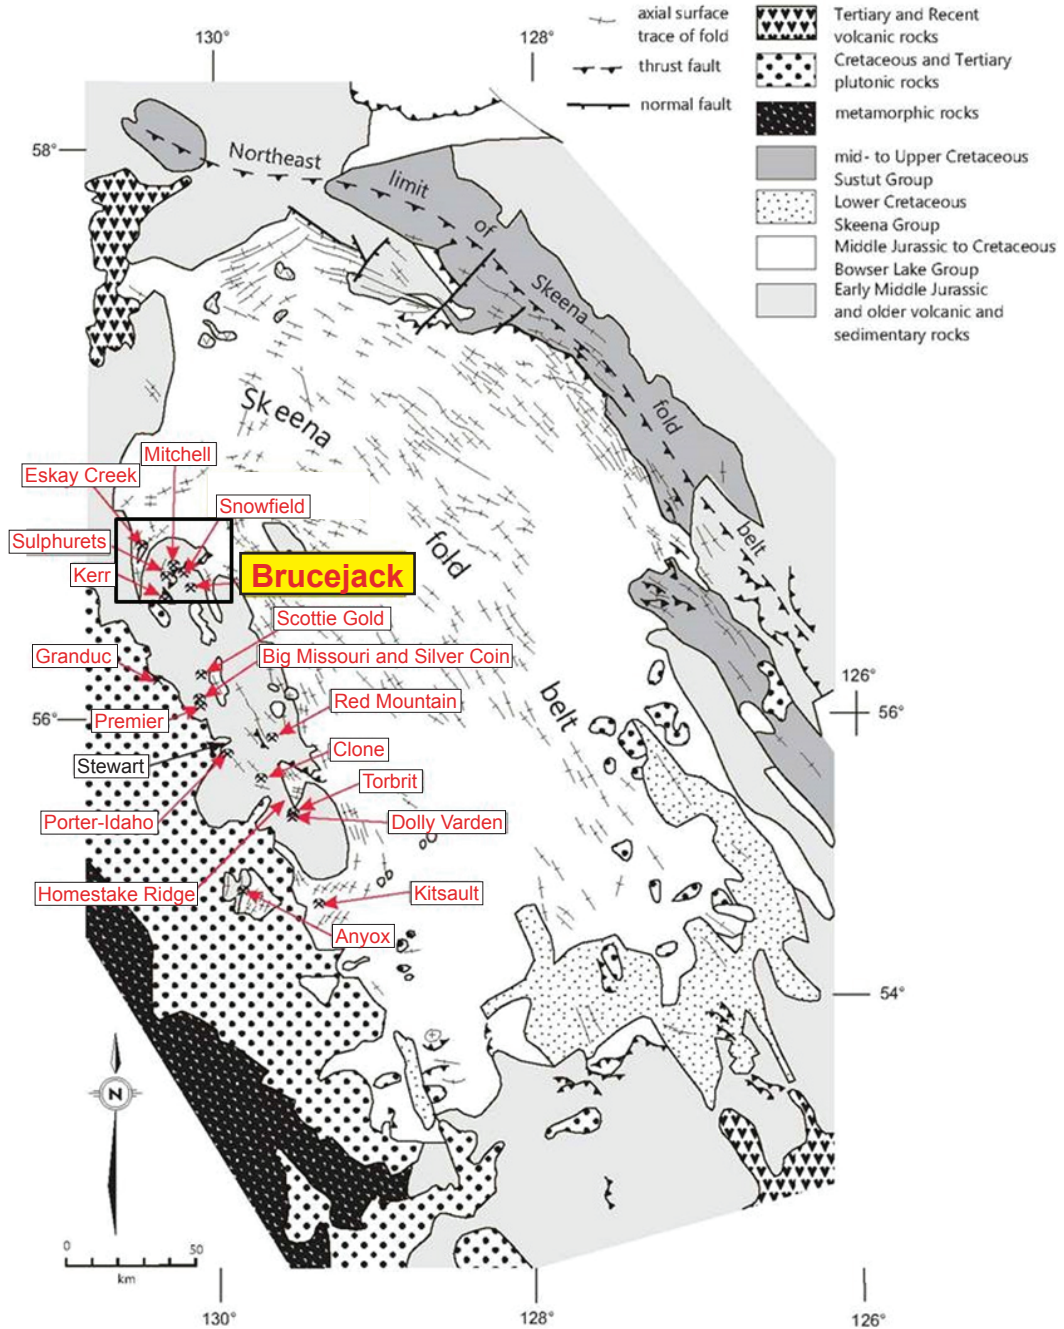 130°
128°
axial surface
trace of fold
thrust fault
normal fault
Tertiary and Recent
volcanic rocks
Cretaceous and Tertiary
plutonic rocks
metamorphic rocks
mid- to Upper Cretaceous
Sustut Group
Lower Cretaceous
Skeena Group
Middle Jurassic to Cretaceous
Bowser Lake Group
Early Middle Jurassic
and older volcanic and
sedimentary rocks
58°
Northeast
limit
of
Skeena
fold
belt
Skeena
fold
belt
Mitchell
Eskay Creek
Snowfield
Sulphurets
Kerr
Brucejack
Scottie Gold
Granduc
Big Missouri and Silver Coin
Red Mountain
Premier
56°
126°
56°
Stewart
Clone
Torbrit
Porter-Idaho
Dolly Varden
Homestake Ridge
Kitsault
Anyox
54°
N
0
50
km
130°
128°
126°